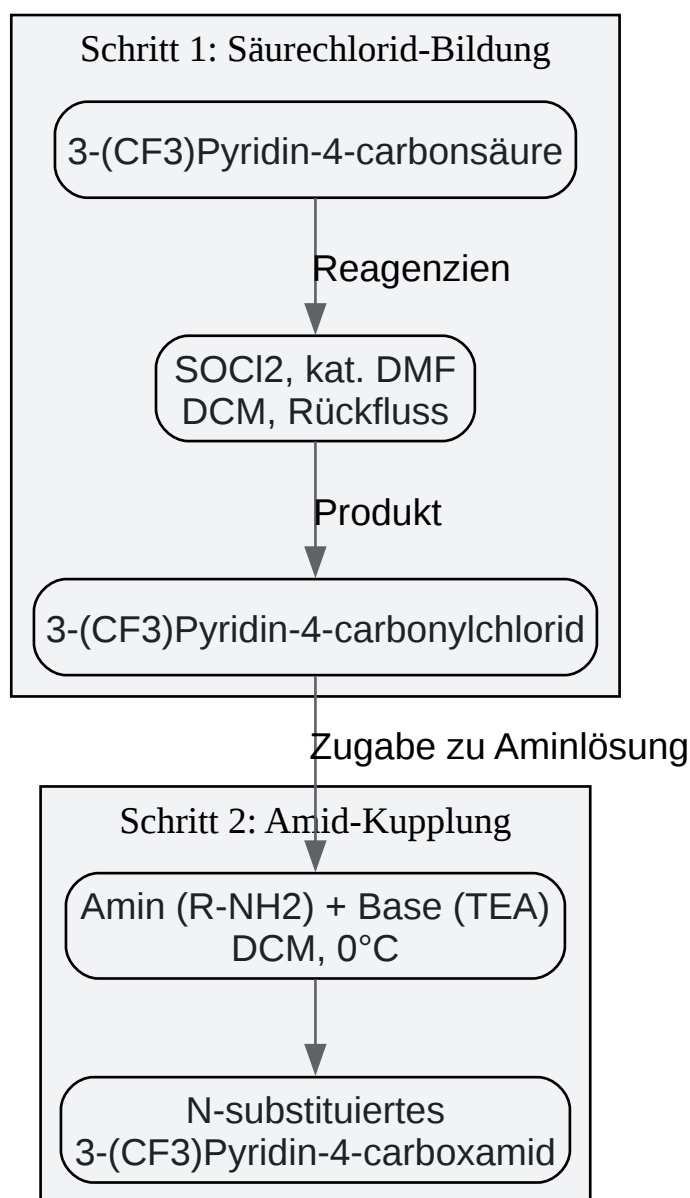 Schritt 1: Säurechlorid-Bildung
3-(CF3)Pyridin-4-carbonsäure
Reagenzien
SOCl2, kat. DMF
DCM, Rückfluss
Produkt
3-(CF3)Pyridin-4-carbonylchlorid
Zugabe zu Aminlösung
Schritt 2: Amid-Kupplung
Amin (R-NH2) + Base (TEA)
DCM, 0°C
N-substituiertes
3-(CF3)Pyridin-4-carboxamid